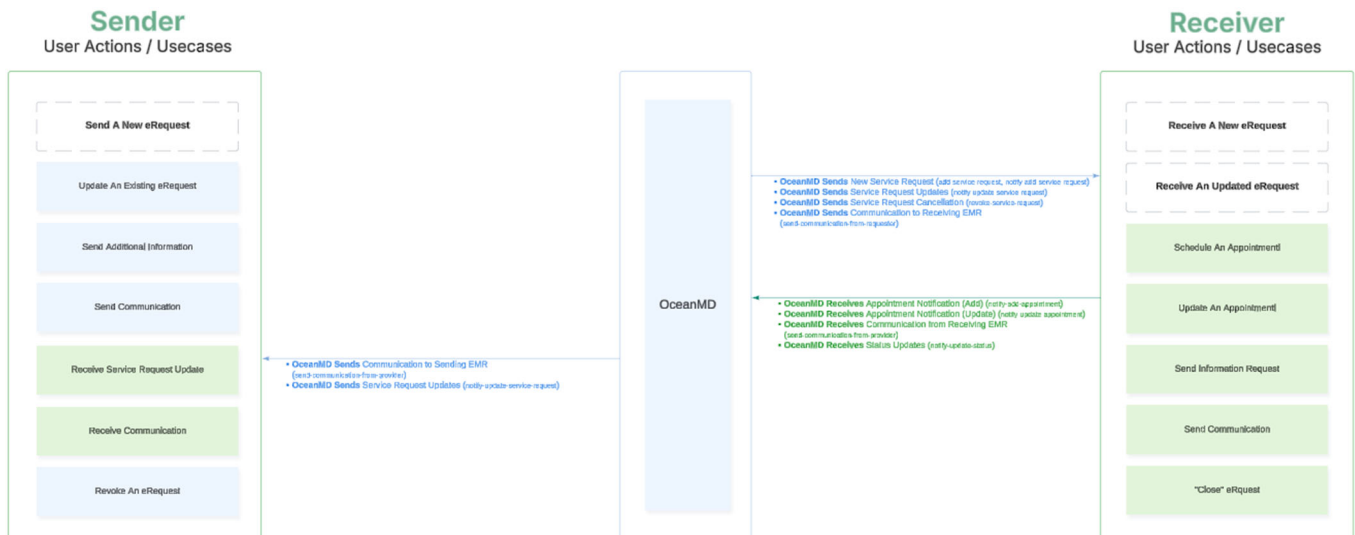 Sender
User Actions / Usecases
Send A New eRequest
Update An Existing eRequest
Send Additional Information
Send Communication
Receive Service Request Update
Receive Communication
Revoke An eRequest
• OceanMD Sends Communication to Sending EMR
(send-communication-from-provider)
• OceanMD Sends Service Request Updates (notify-update-service-request)
OceanMD
• OceanMD Sends New Service Request (add service request, notify add service request)
• OceanMD Sends Service Request Updates (notify update service request)
• OceanMD Sends Service Request Cancellation (revoke-service-request)
• OceanMD Sends Communication to Receiving EMR
(send-communication-from-requester)
• OceanMD Receives Appointment Notification (Add) (notify-add-appointment)
• OceanMD Receives Appointment Notification (Update) (notify update appointment)
• OceanMD Receives Communication from Receiving EMR
(send-communication-from-provider)
• OceanMD Receives Status Updates (notify-update-status)
Receiver
User Actions / Usecases
Receive A New eRequest
Receive An Updated eRequest
Schedule An Appointment
Update An Appointment
Send Information Request
Send Communication
"Close" eRquest